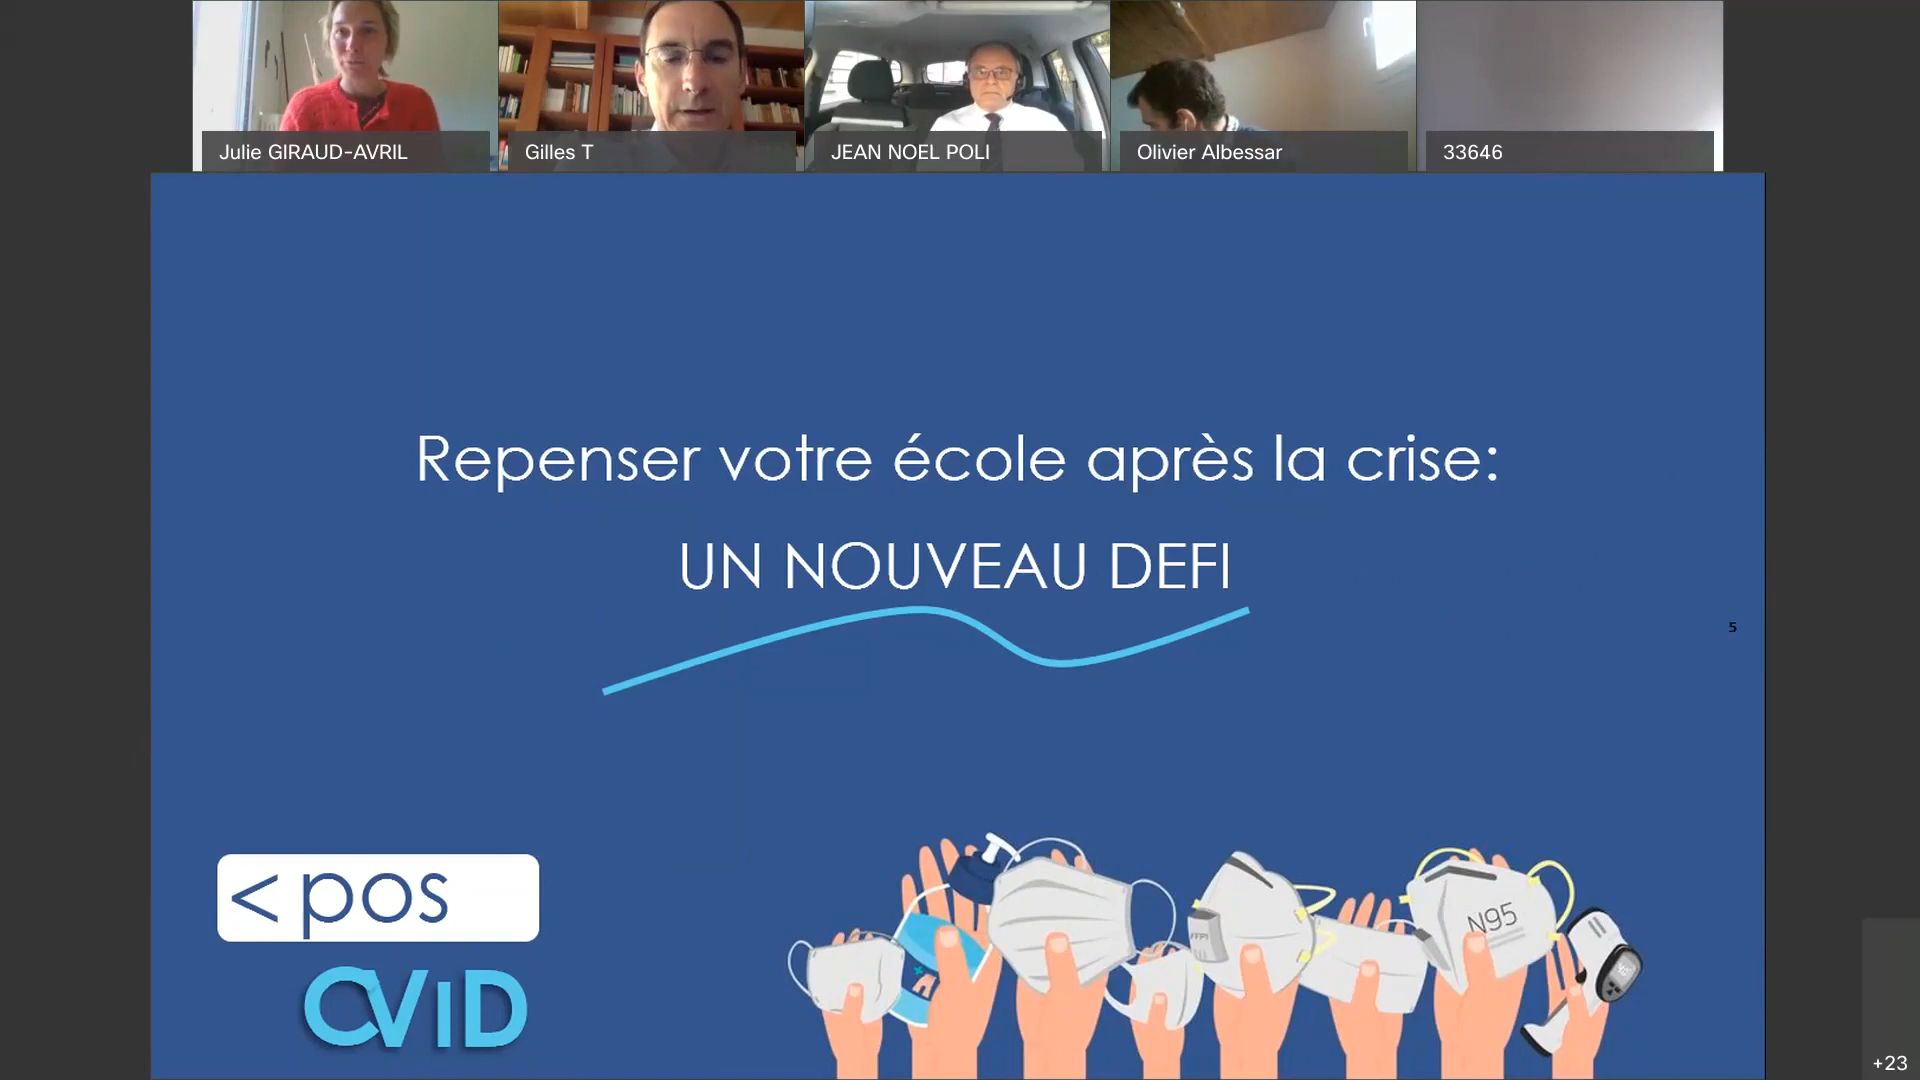 Julie GIRAUD-AVRIL
Gilles T
JEAN NOEL POLI
Olivier Albessar
33646
Repenser votre école après la crise:
UN NOUVEAU DEFI
5
< pos
CViD
FFP1
N95
+23